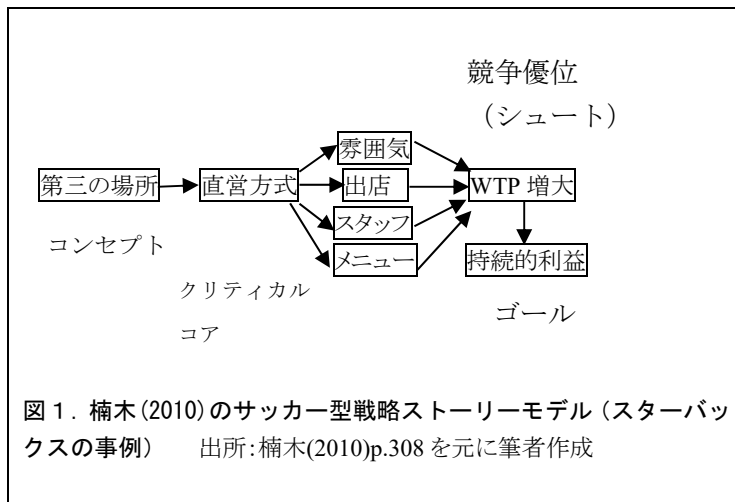 競争優位
（シュート）
雰囲気
第三の場所
直営方式
出店
WTP 増大
スタッフ
メニュー
持続的利益
コンセプト
クリティカル
コア
ゴール
図１．楠木(2010)のサッカー型戦略ストーリーモデル（スターバッ
クスの事例）　出所:楠木(2010)p.308 を元に筆者作成